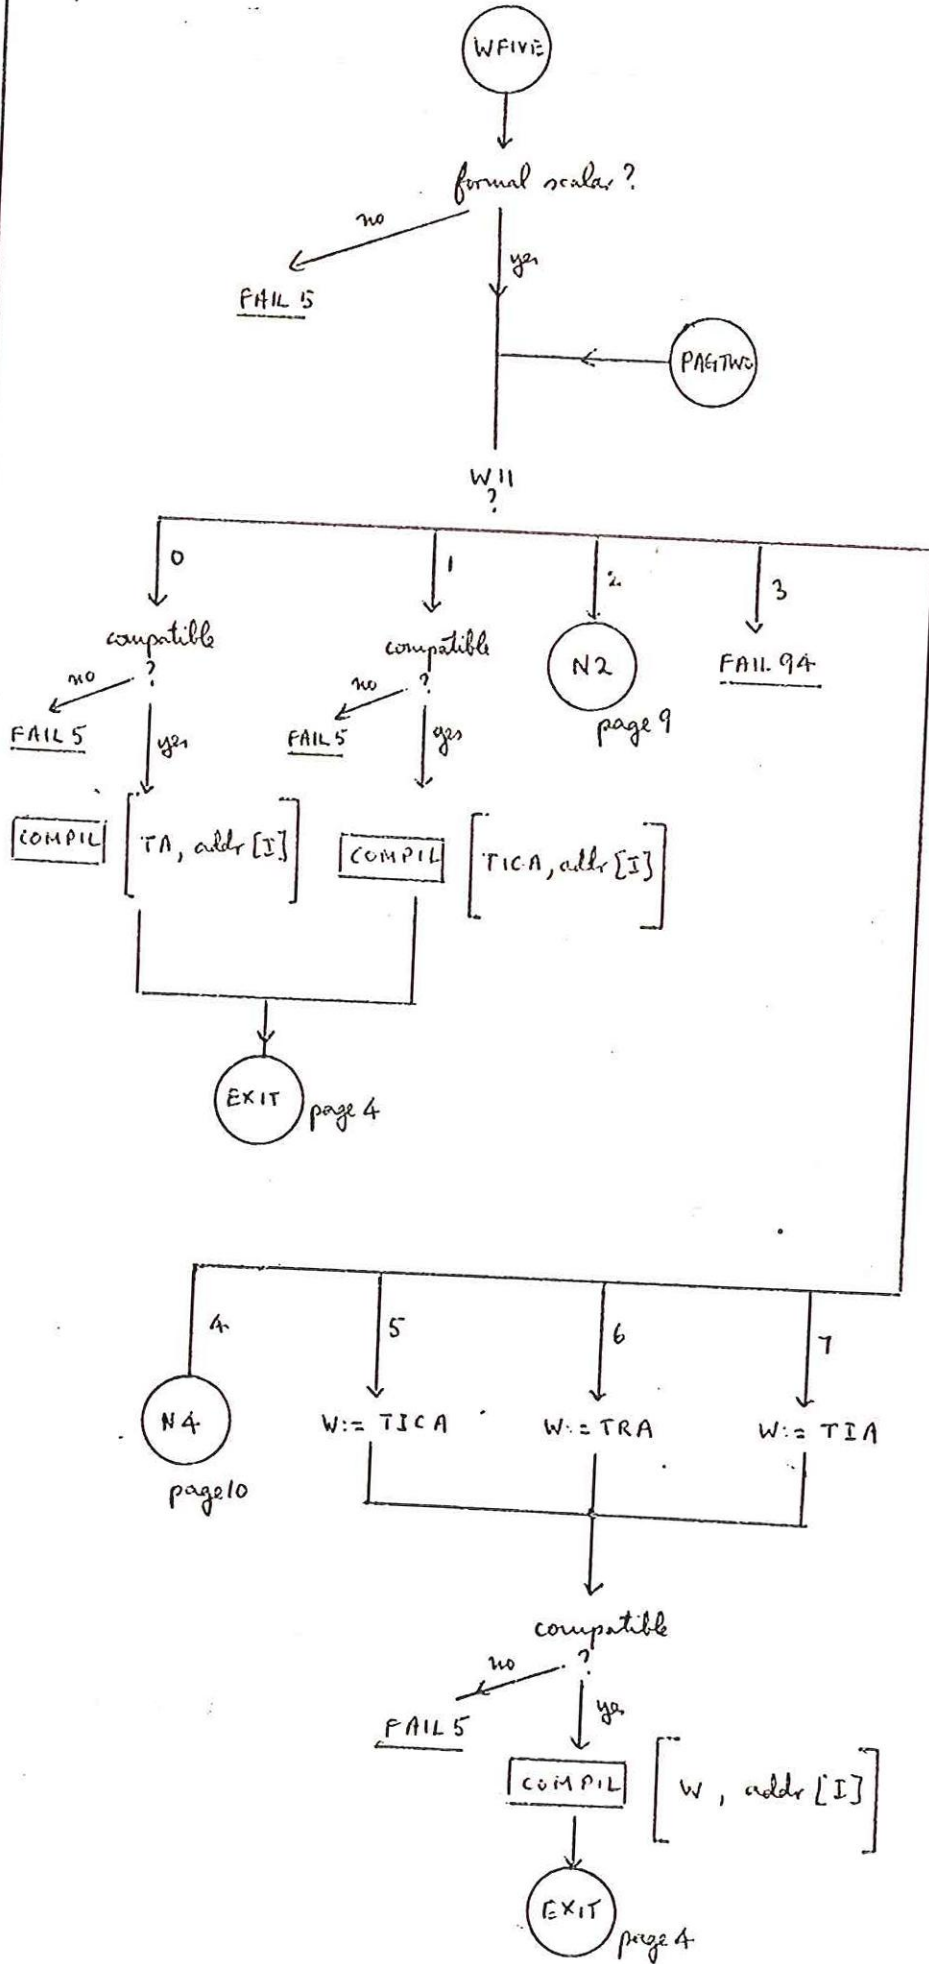 WFIVE
formal scalar?
no
yes
FAIL 5
PAGTWO
W11
?
0
1
2
3
compatible
?
no
yes
FAIL 5
compatible
?
no
yes
FAIL 5
N2
page 9
FAIL 94
COMPIL [TA, addr [I]]
COMPIL [TICA, addr [I]]
EXIT
page 4
4
5
6
7
N4
page 10
W:= TICA
W:= TRA
W:= TIA
compatible
?
no
yes
FAIL 5
COMPIL [W, addr [I]]
EXIT
page 4